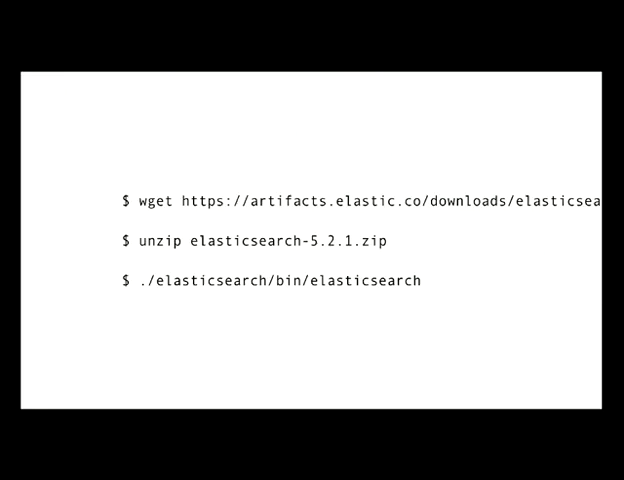 $ wget https://artifacts.elastic.co/downloads/elasticsea
$ unzip elasticsearch-5.2.1.zip
$ ./elasticsearch/bin/elasticsearch